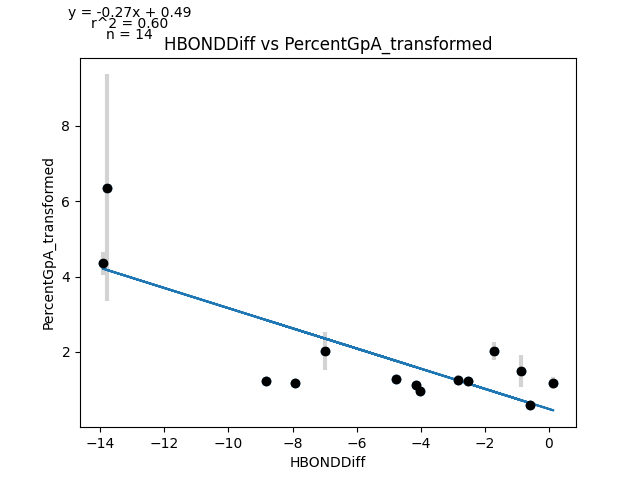 y = -0.27x + 0.49
r^2 = 0.60
n = 14
HBONDDiff vs PercentGpA_transformed
PercentGpA_transformed
8
6
4
2
−14
−12
−10
−8
−6
−4
−2
0
HBONDDiff